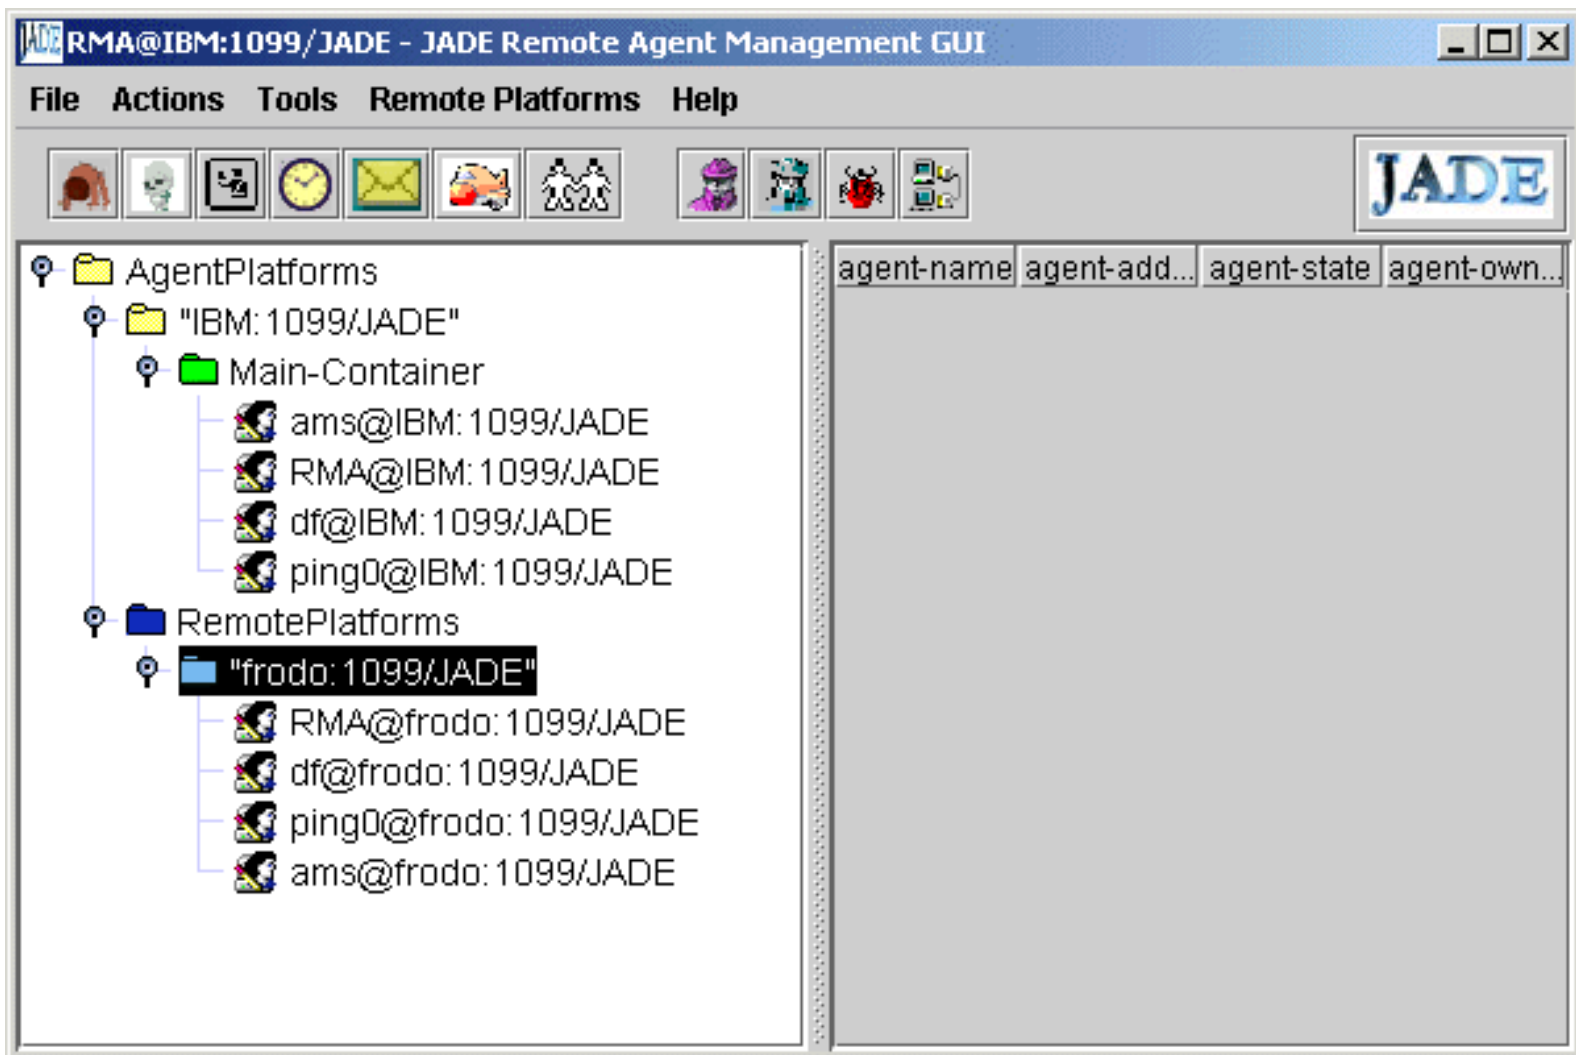 RMA@IBM:1099/JADE - JADE Remote Agent Management GUI
File Actions Tools Remote Platforms Help
JADE
agent-name agent-add... agent-state agent-own...
AgentPlatforms
"IBM:1099/JADE"
Main-Container
ams@IBM:1099/JADE
RMA@IBM:1099/JADE
df@IBM:1099/JADE
ping0@IBM:1099/JADE
RemotePlatforms
"frodo:1099/JADE"
RMA@frodo:1099/JADE
df@frodo:1099/JADE
ping0@frodo:1099/JADE
ams@frodo:1099/JADE